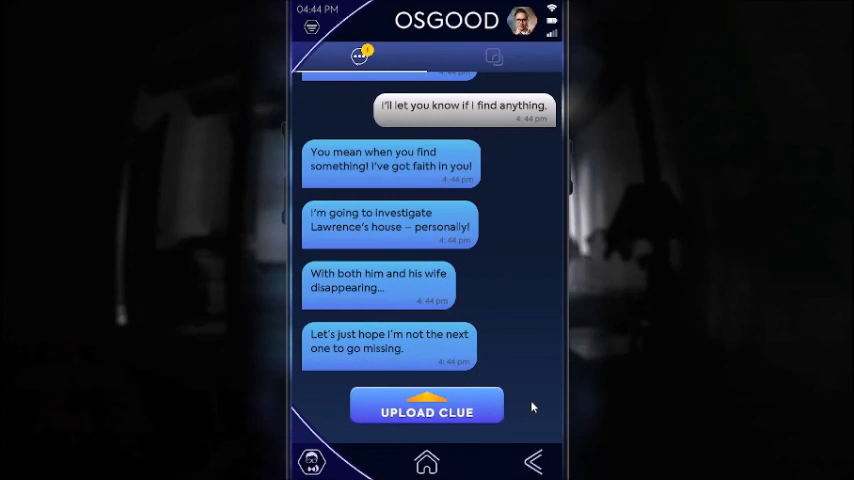 04:44 PM
OSGOOD
4:44 pm
I'll let you know if I find anything.
4:44 pm
You mean when you find
something! I've got faith in you!
4:44 pm
I'm going to investigate
Lawrence's house – personally!
4:44 pm
With both him and his wife
disappearing...
4:44 pm
Let's just hope I'm not the next
one to go missing.
4:44 pm
UPLOAD CLUE